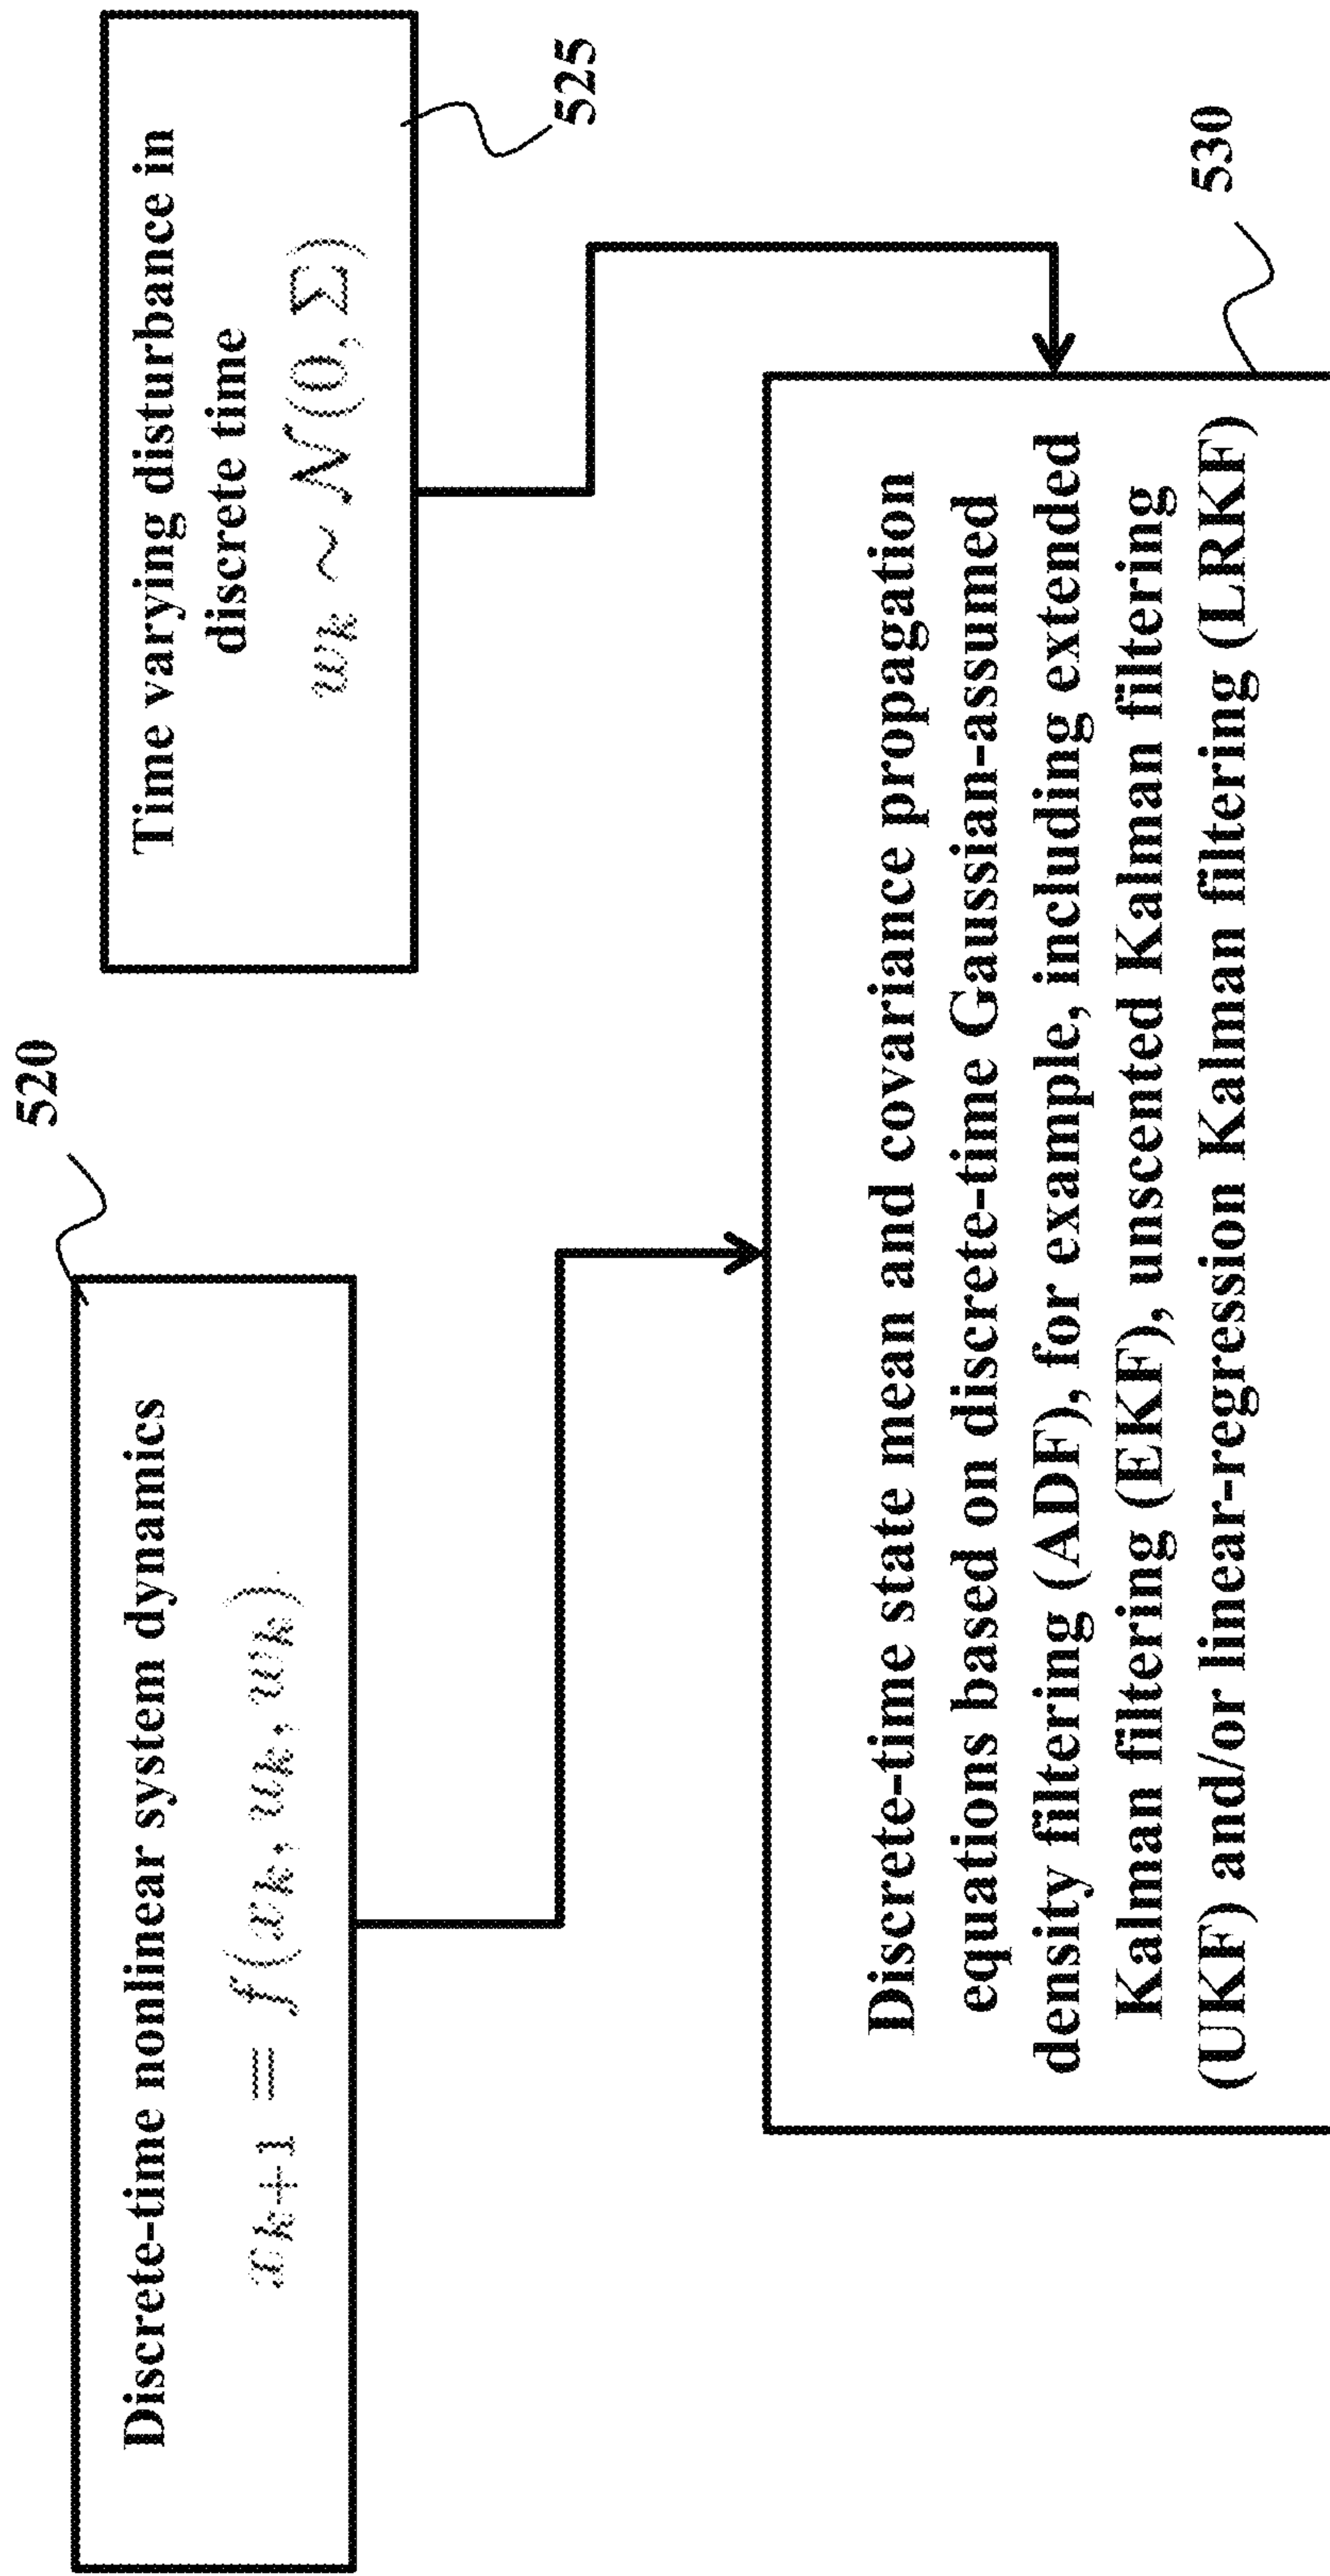 520
Discrete-time nonlinear system dynamics
x_{k+1} = f(x_k, u_k, w_k)
Time varying disturbance in
discrete time
w_k ~ 𝒩(0, Σ)
525
530
Discrete-time state mean and covariance propagation
equations based on discrete-time Gaussian-assumed
density filtering (ADF), for example, including extended
Kalman filtering (EKF), unscented Kalman filtering
(UKF) and/or linear-regression Kalman filtering (LRKF)